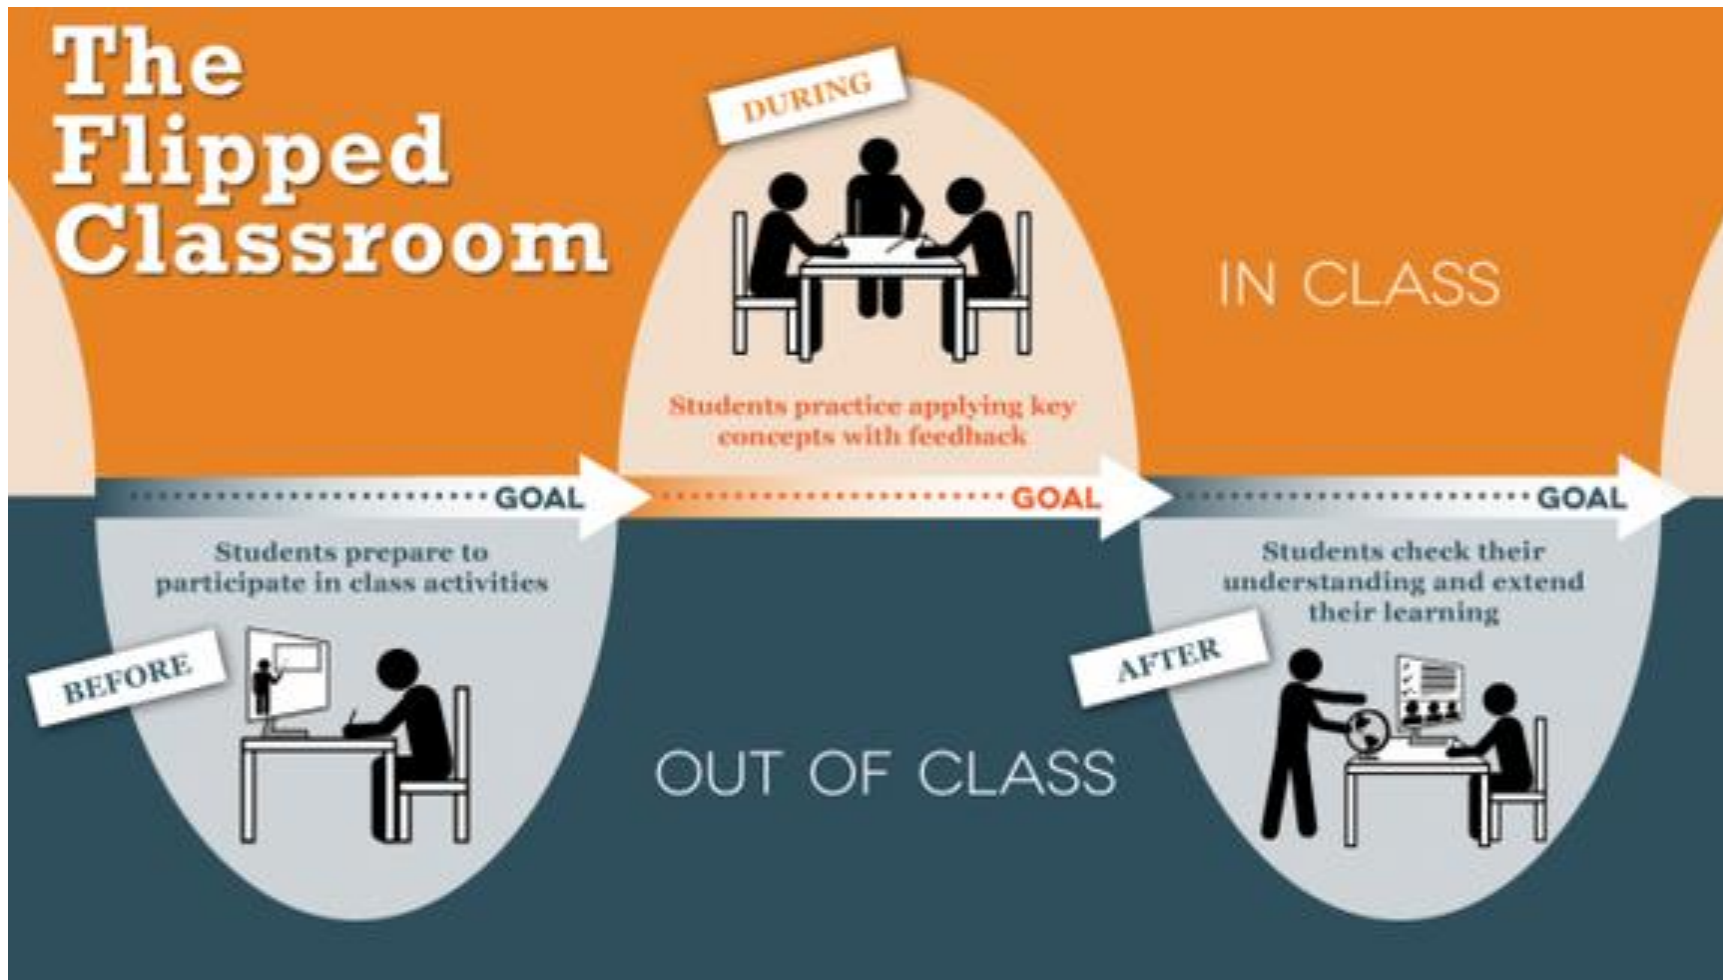 The
Flipped
Classroom
DURING
IN CLASS
Students practice applying key
concepts with feedback
GOAL
GOAL
GOAL
Students prepare to
participate in class activities
BEFORE
OUT OF CLASS
Students check their
understanding and extend
their learning
AFTER